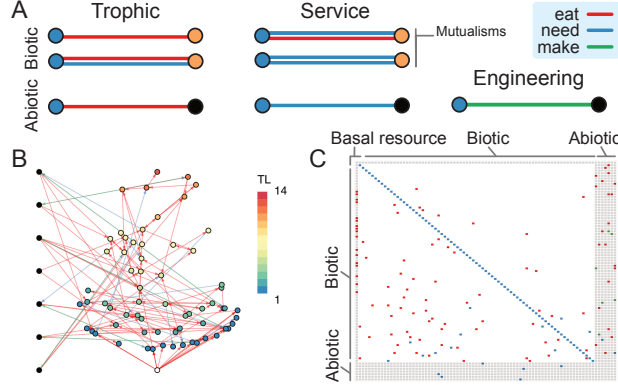 A
Trophic
Service
eat
need
make
Biotic
Mutualisms
Engineering
Abiotic
B
TL
14
1
C
Basal resource
Biotic
Abiotic
Biotic
Abiotic